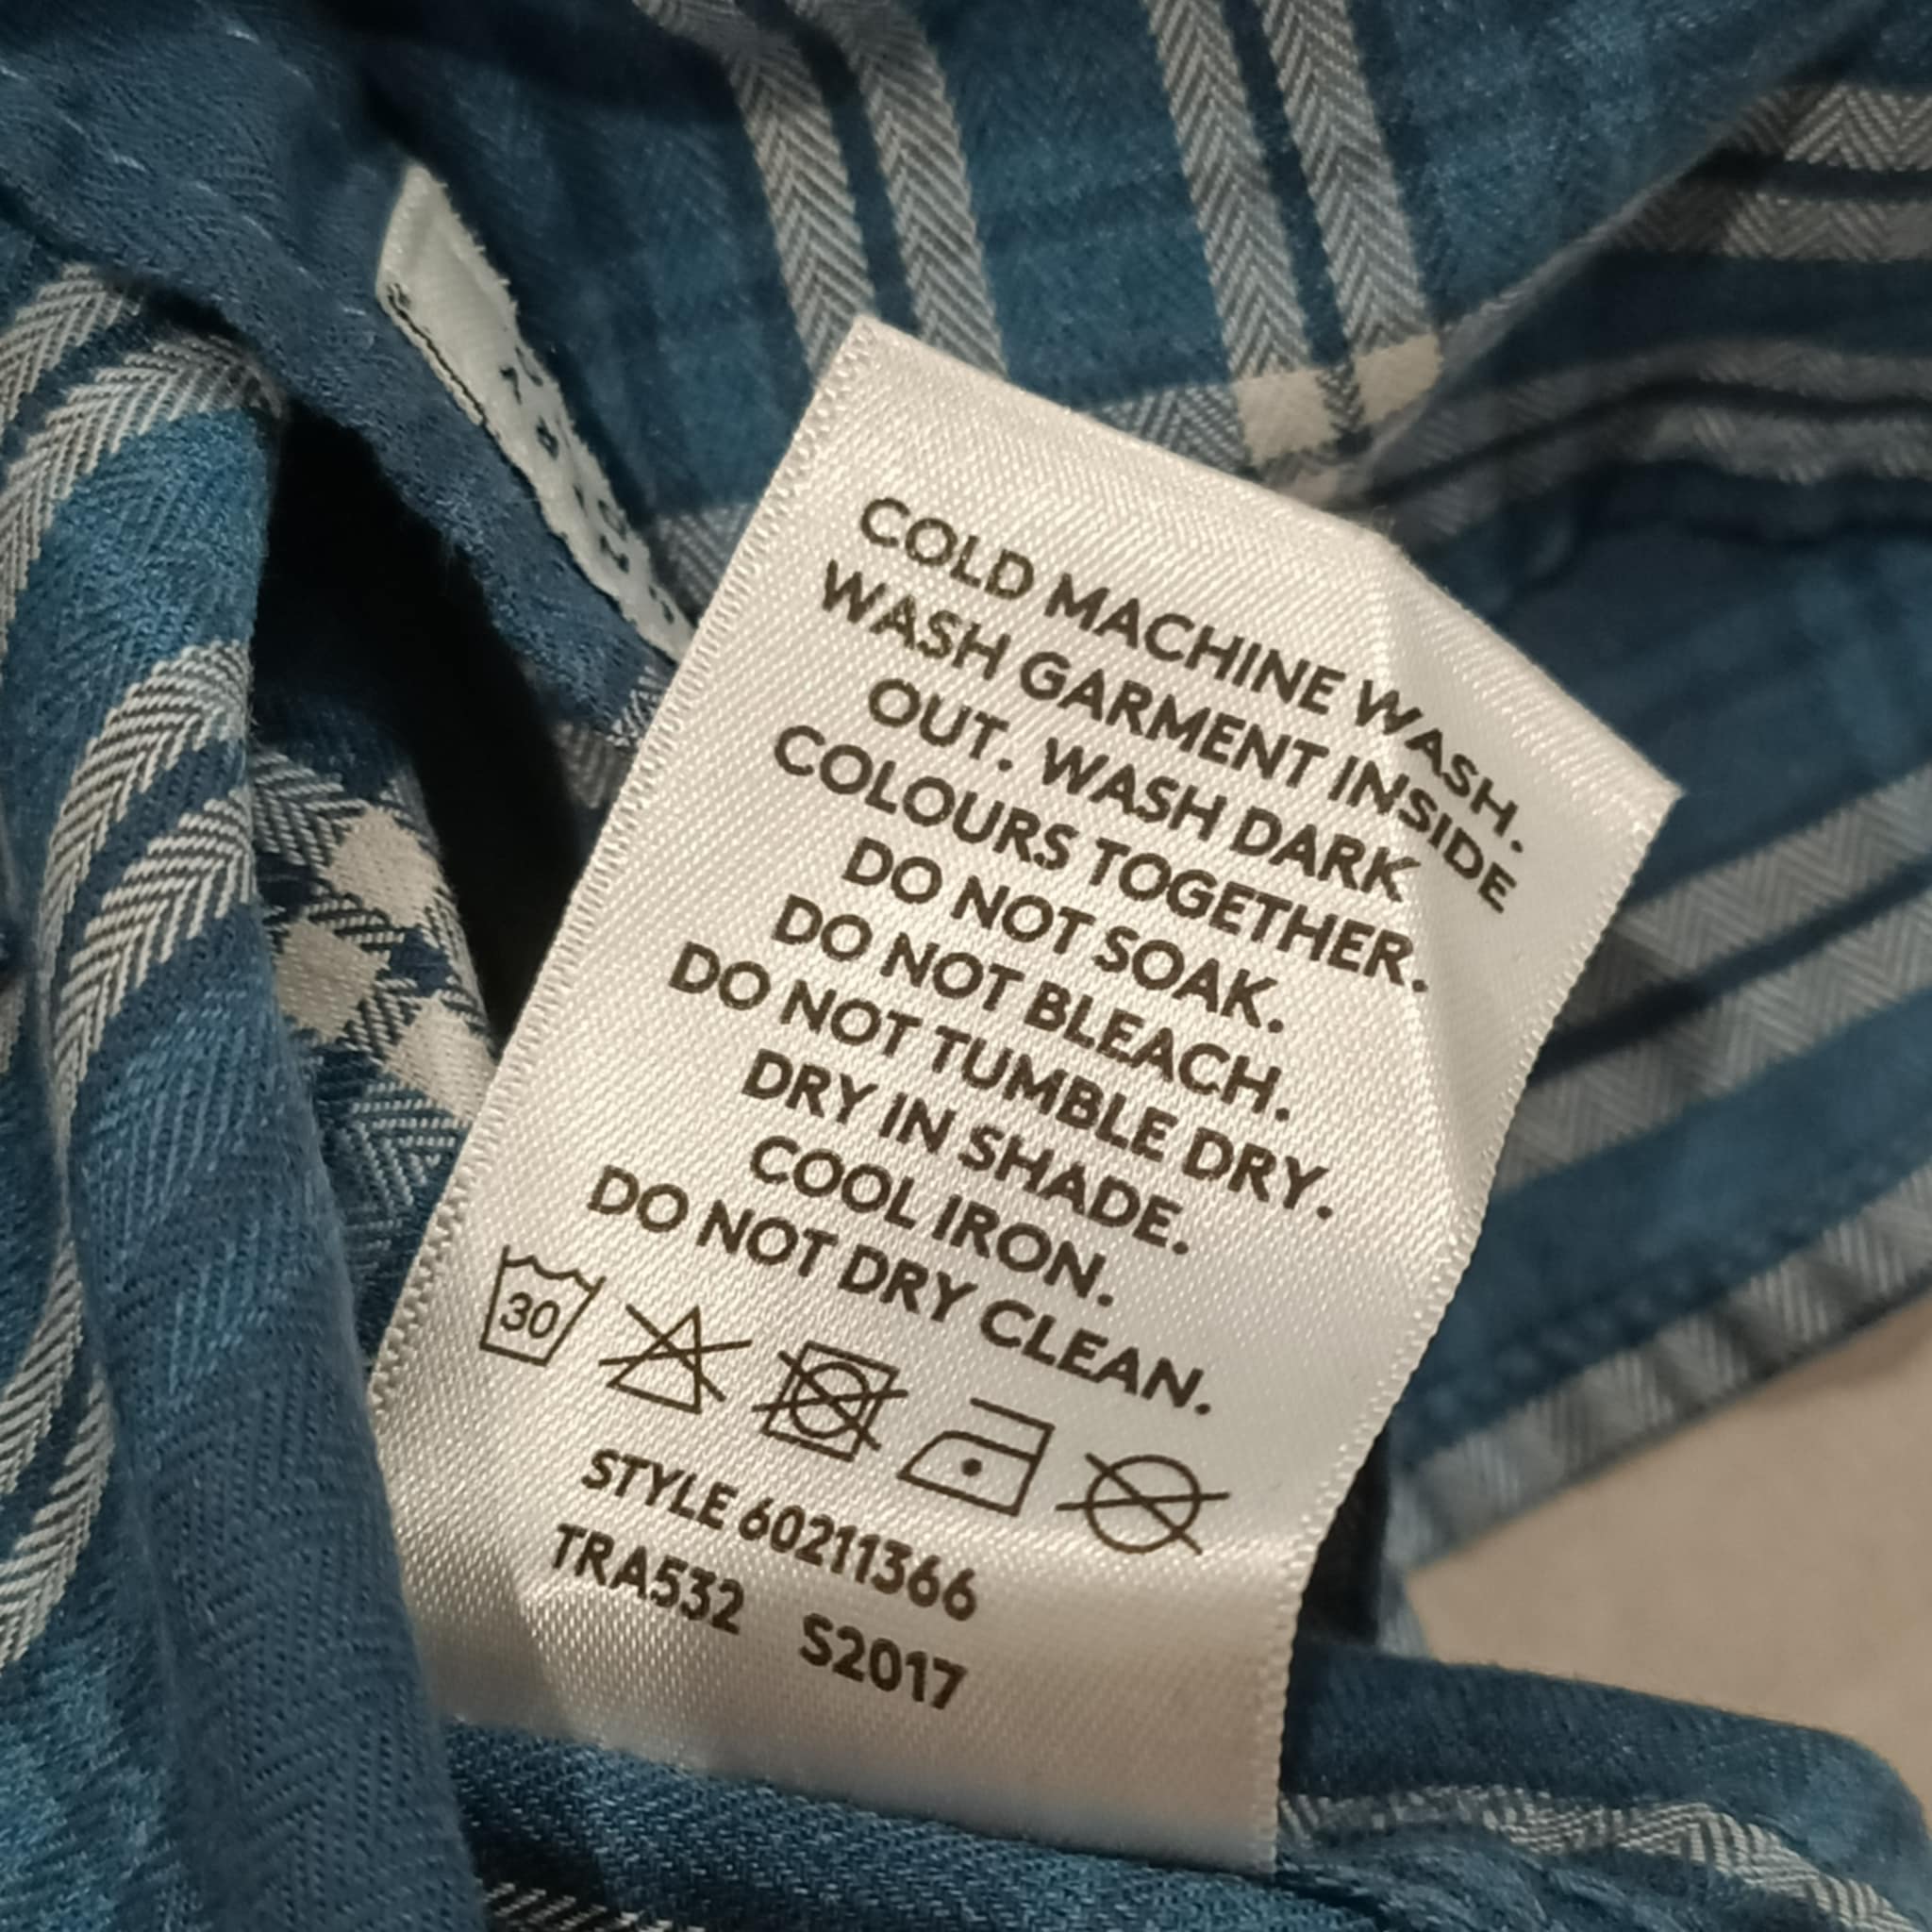 COLD MACHINE WASH.
WASH GARMENT INSIDE
OUT. WASH DARK
COLOURS TOGETHER.
DO NOT SOAK.
DO NOT BLEACH.
DO NOT TUMBLE DRY.
DRY IN SHADE.
COOL IRON.
DO NOT DRY CLEAN.
30
STYLE 60211366
TRA532 S2017